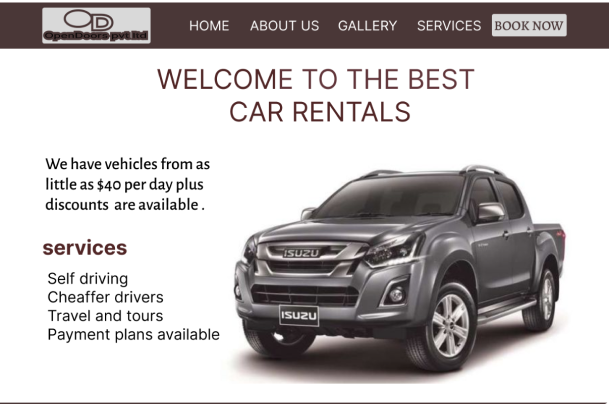 OD
OpenDoors pvt ltd
HOME ABOUT US GALLERY SERVICES BOOK NOW
WELCOME TO THE BEST
CAR RENTALS
We have vehicles from as
little as $40 per day plus
discounts are available .
services
Self driving
Cheaffer drivers
Travel and tours
Payment plans available
ISUZU
ISUZU